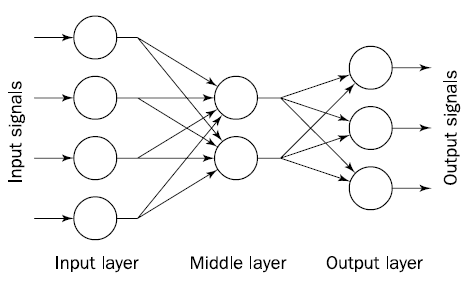 Input signals
Output signals
Input layer
Middle layer
Output layer